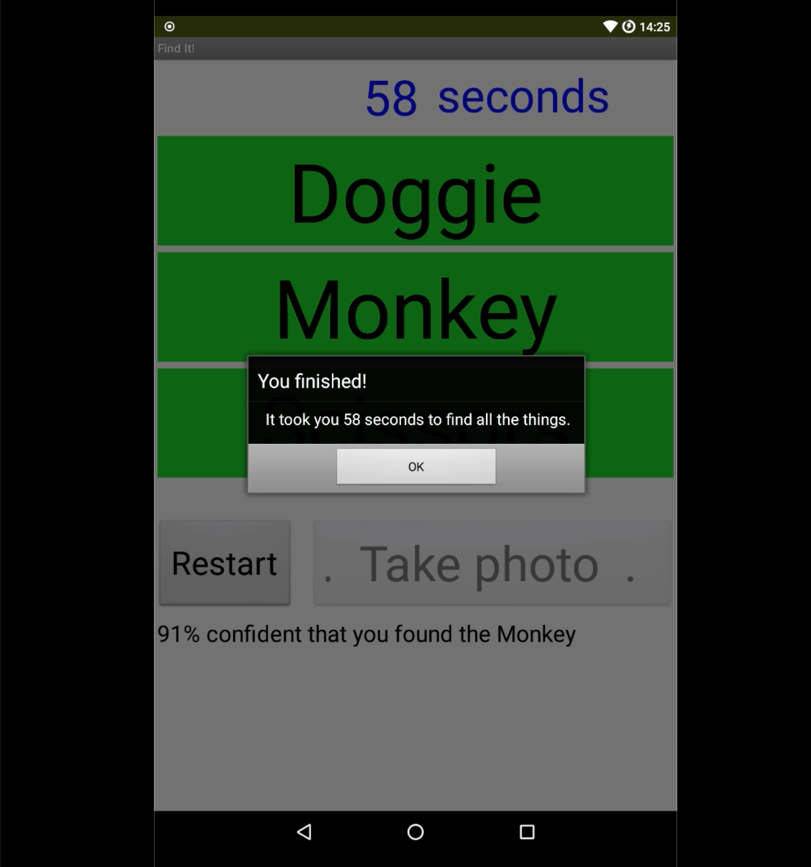 14:25
Find It!
58 seconds
Doggie
Monkey
You finished!
It took you 58 seconds to find all the things.
OK
Restart
. Take photo .
91% confident that you found the Monkey